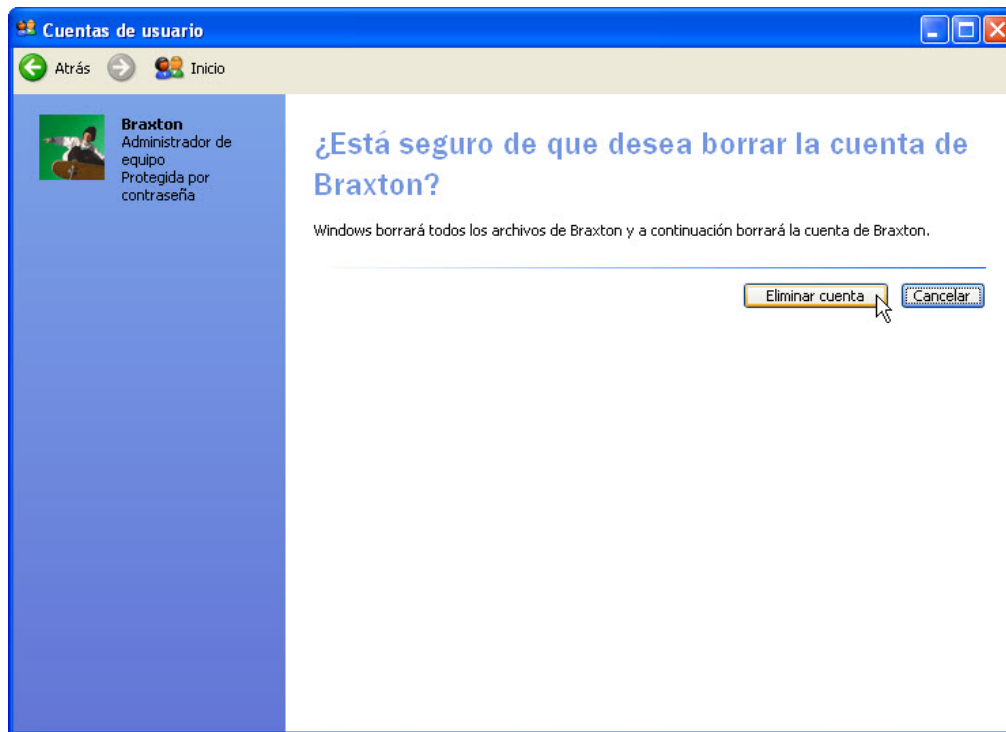 Cuentas de usuario
Atrás
Inicio
Braxton
Administrador de
equipo
Protegida por
contraseña
¿Está seguro de que desea borrar la cuenta de
Braxton?
Windows borrará todos los archivos de Braxton y a continuación borrará la cuenta de Braxton.
Eliminar cuenta
Cancelar